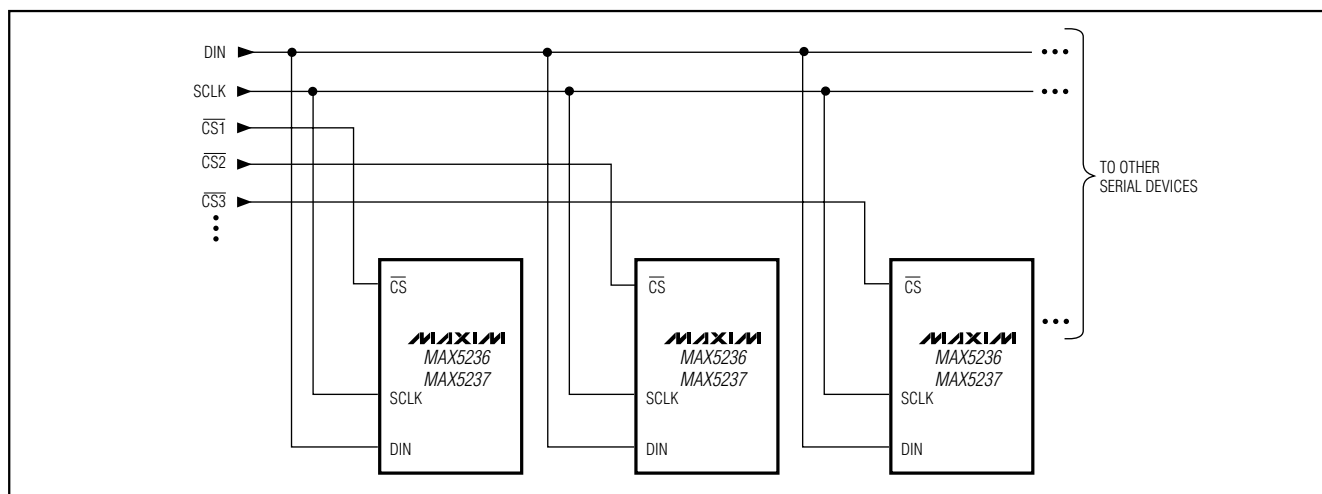 DIN
SCLK
CS1
CS2
CS3
TO OTHER
SERIAL DEVICES
CS
MAXIM
MAX5236
MAX5237
SCLK
DIN
CS
MAXIM
MAX5236
MAX5237
SCLK
DIN
CS
MAXIM
MAX5236
MAX5237
SCLK
DIN